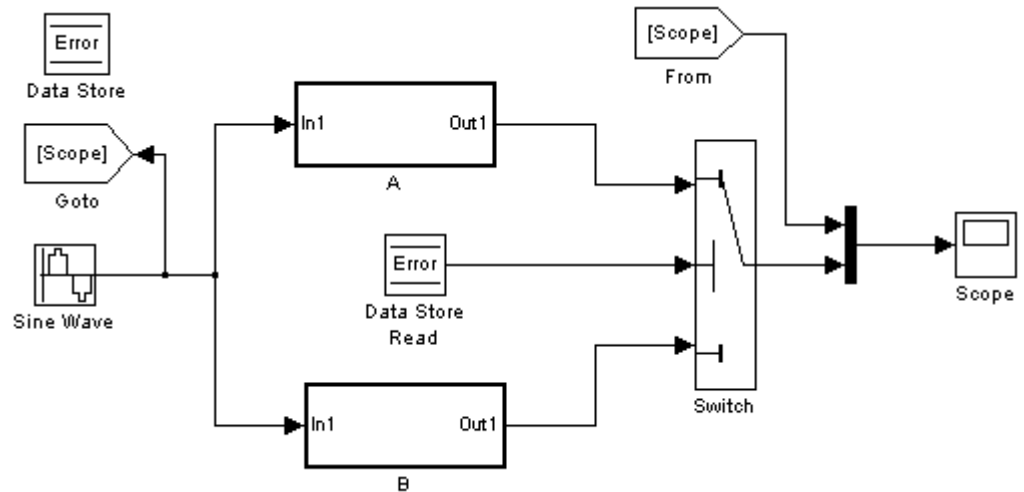 Error
Data Store
[Scope]
Goto
Sine Wave
In1 Out1
A
Error
Data Store
Read
In1 Out1
B
[Scope]
From
Switch
Scope